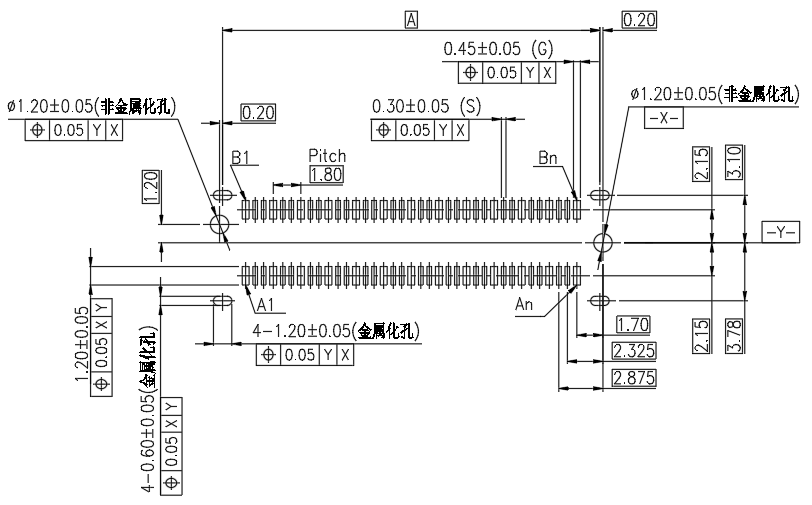 A
0.20
0.45±0.05 (G)
⌖ 0.05 Y X
ø1.20±0.05(非金属化孔)
⌖ 0.05 Y X
0.20
0.30±0.05 (S)
⌖ 0.05 Y X
ø1.20±0.05(非金属化孔)
-X-
B1
Pitch
1.80
Bn
2.15
3.10
1.20
-Y-
A1
An
1.20±0.05
⌖ 0.05 X Y
4-1.20±0.05(金属化孔)
⌖ 0.05 Y X
4-0.60±0.05(金属化孔)
⌖ 0.05 X Y
1.70
2.325
2.875
2.15
3.78